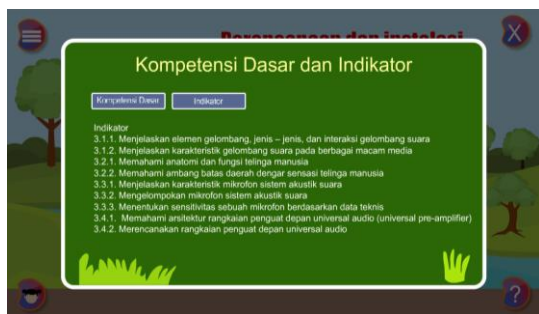 Perancangan dan instalasi
X
Kompetensi Dasar dan Indikator
Kompetensi Dasar
Indikator
Indikator
3.1.1. Menjelaskan elemen gelombang, jenis – jenis, dan interaksi gelombang suara
3.1.2. Menjelaskan karakteristik gelombang suara pada berbagai macam media
3.2.1. Memahami anatomi dan fungsi telinga manusia
3.2.2. Memahami ambang batas daerah dengar sensasi telinga manusia
3.3.1. Menjelaskan karakteristik mikrofon sistem akustik suara
3.3.2. Mengelompokan mikrofon sistem akustik suara
3.3.3. Menentukan sensitivitas sebuah mikrofon berdasarkan data teknis
3.4.1. Memahami arsitektur rangkaian penguat depan universal audio (universal pre-amplifier)
3.4.2. Merencanakan rangkaian penguat depan universal audio
?